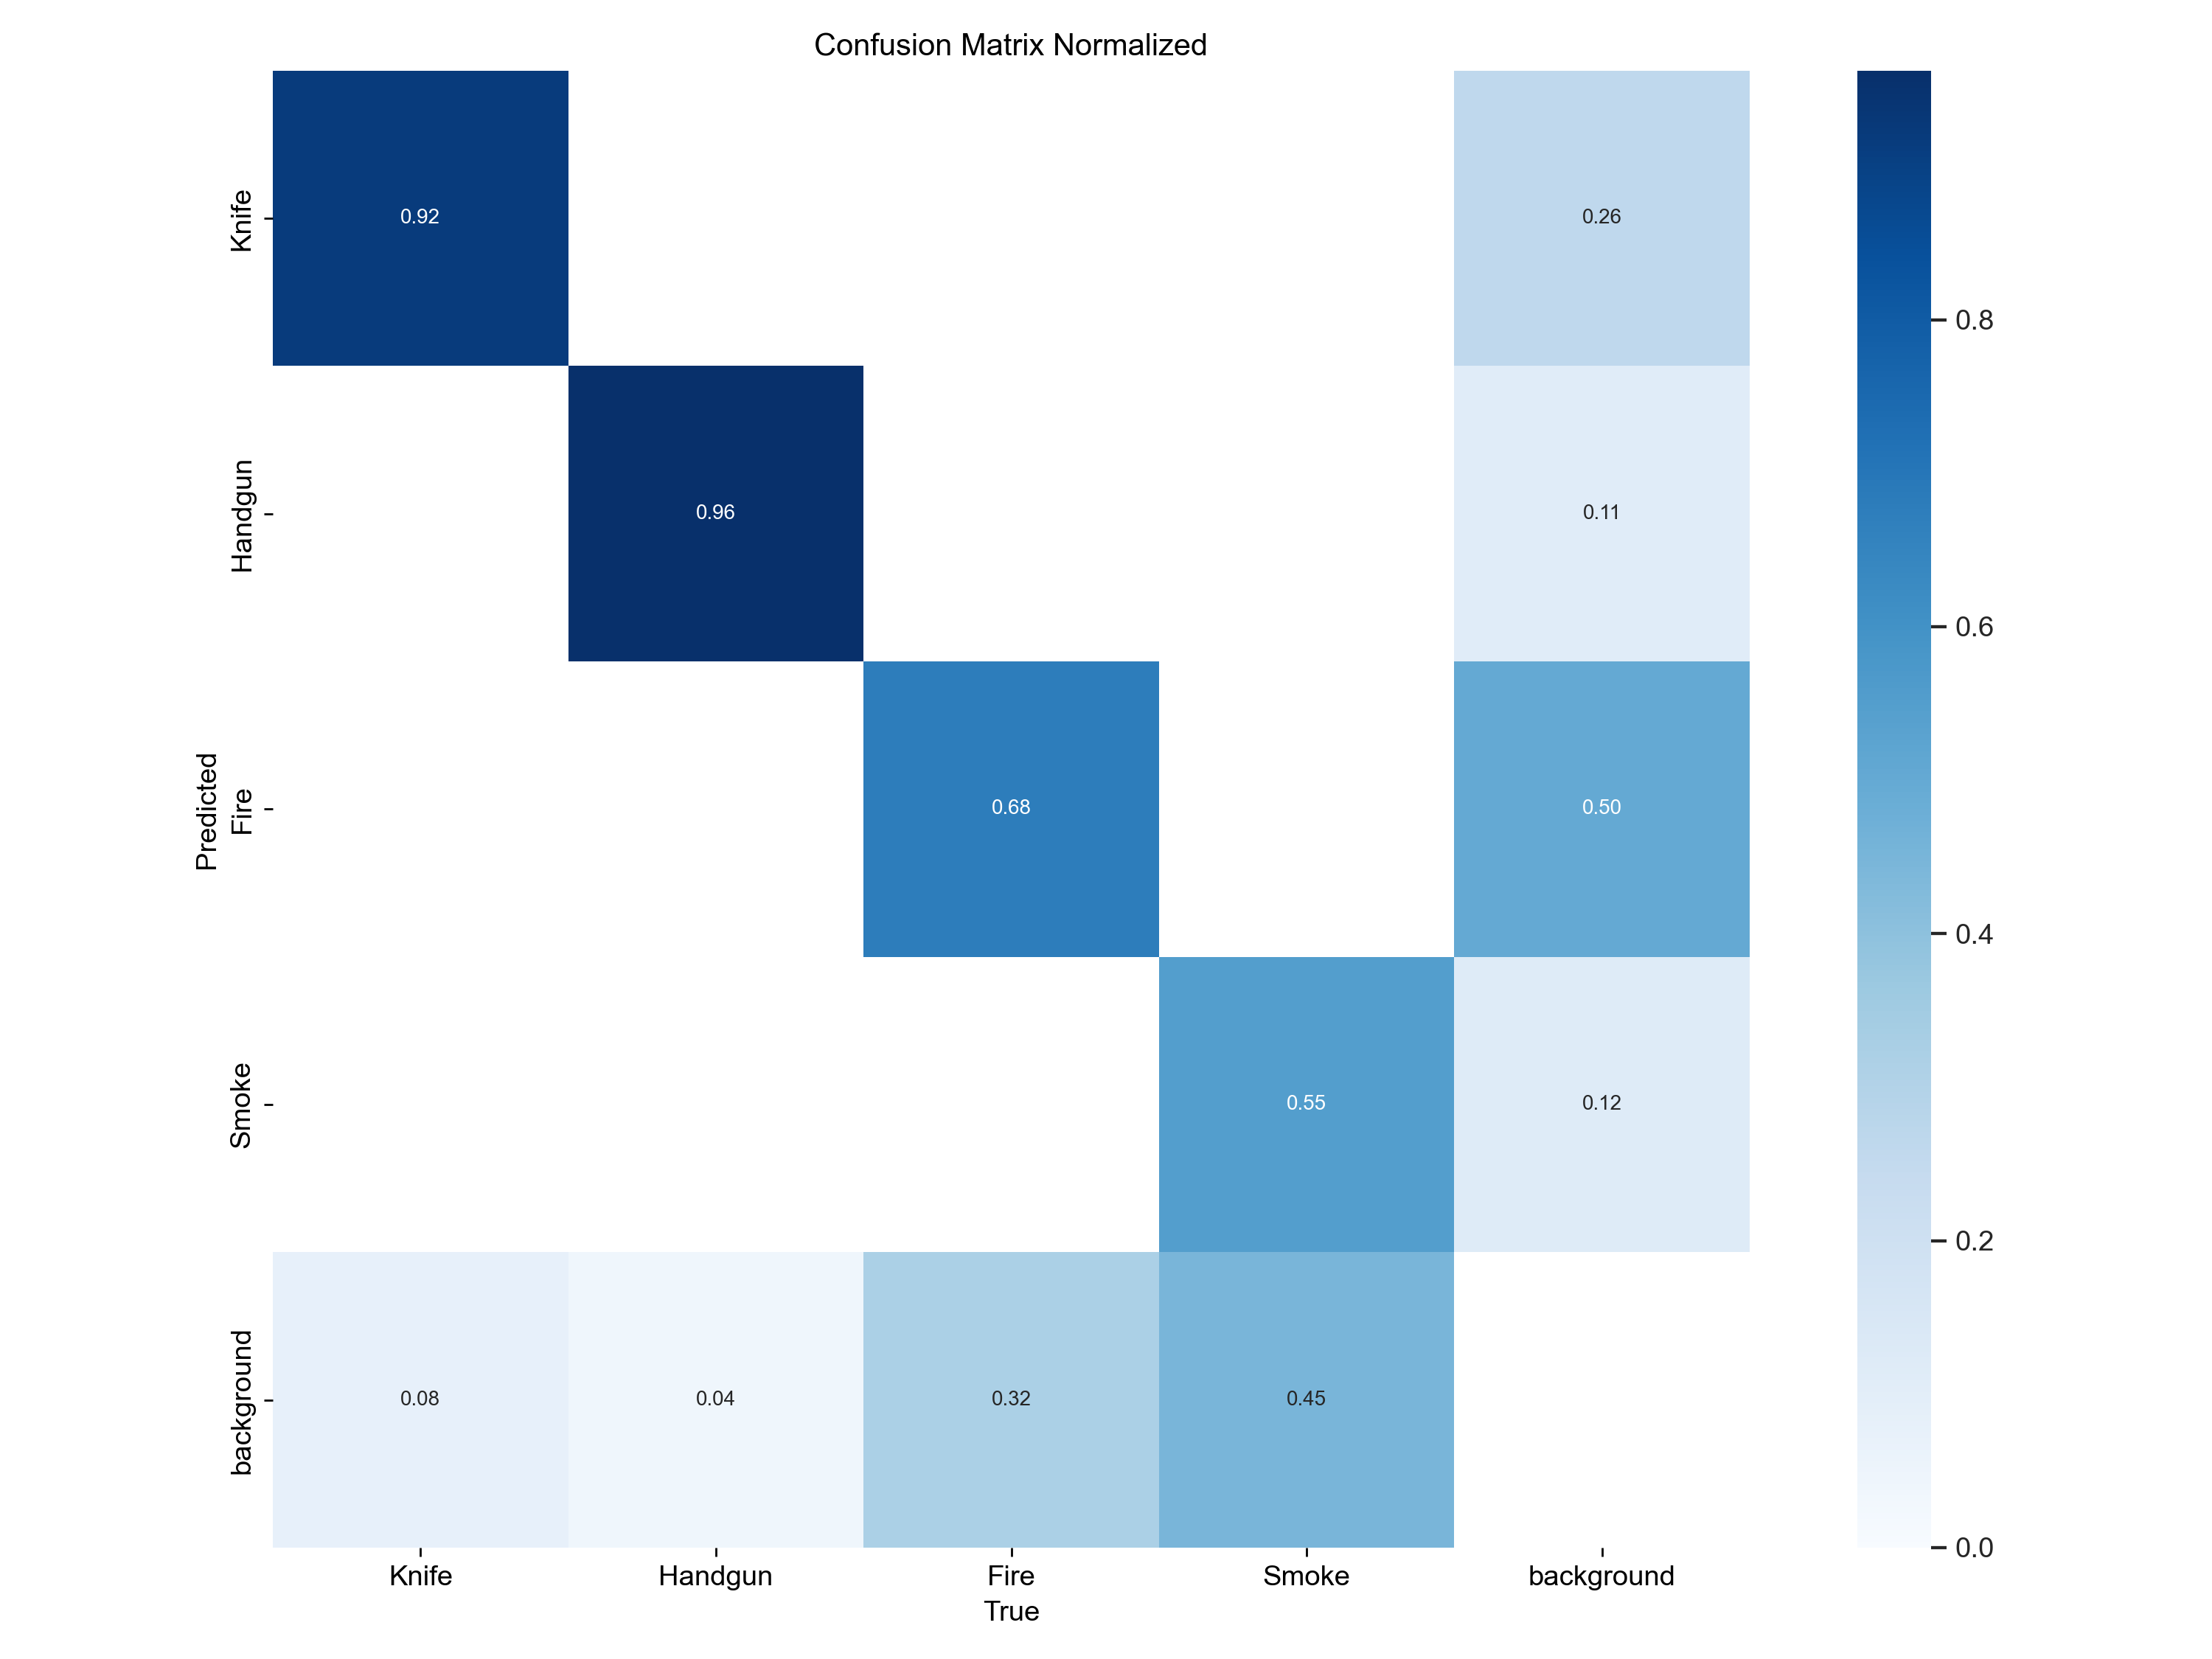 Confusion Matrix Normalized
Knife
0.92
0.26
0.8
Handgun
0.96
0.11
0.6
Predicted
Fire
0.68
0.50
0.4
Smoke
0.55
0.12
0.2
background
0.08
0.04
0.32
0.45
0.0
Knife
Handgun
Fire
Smoke
background
True